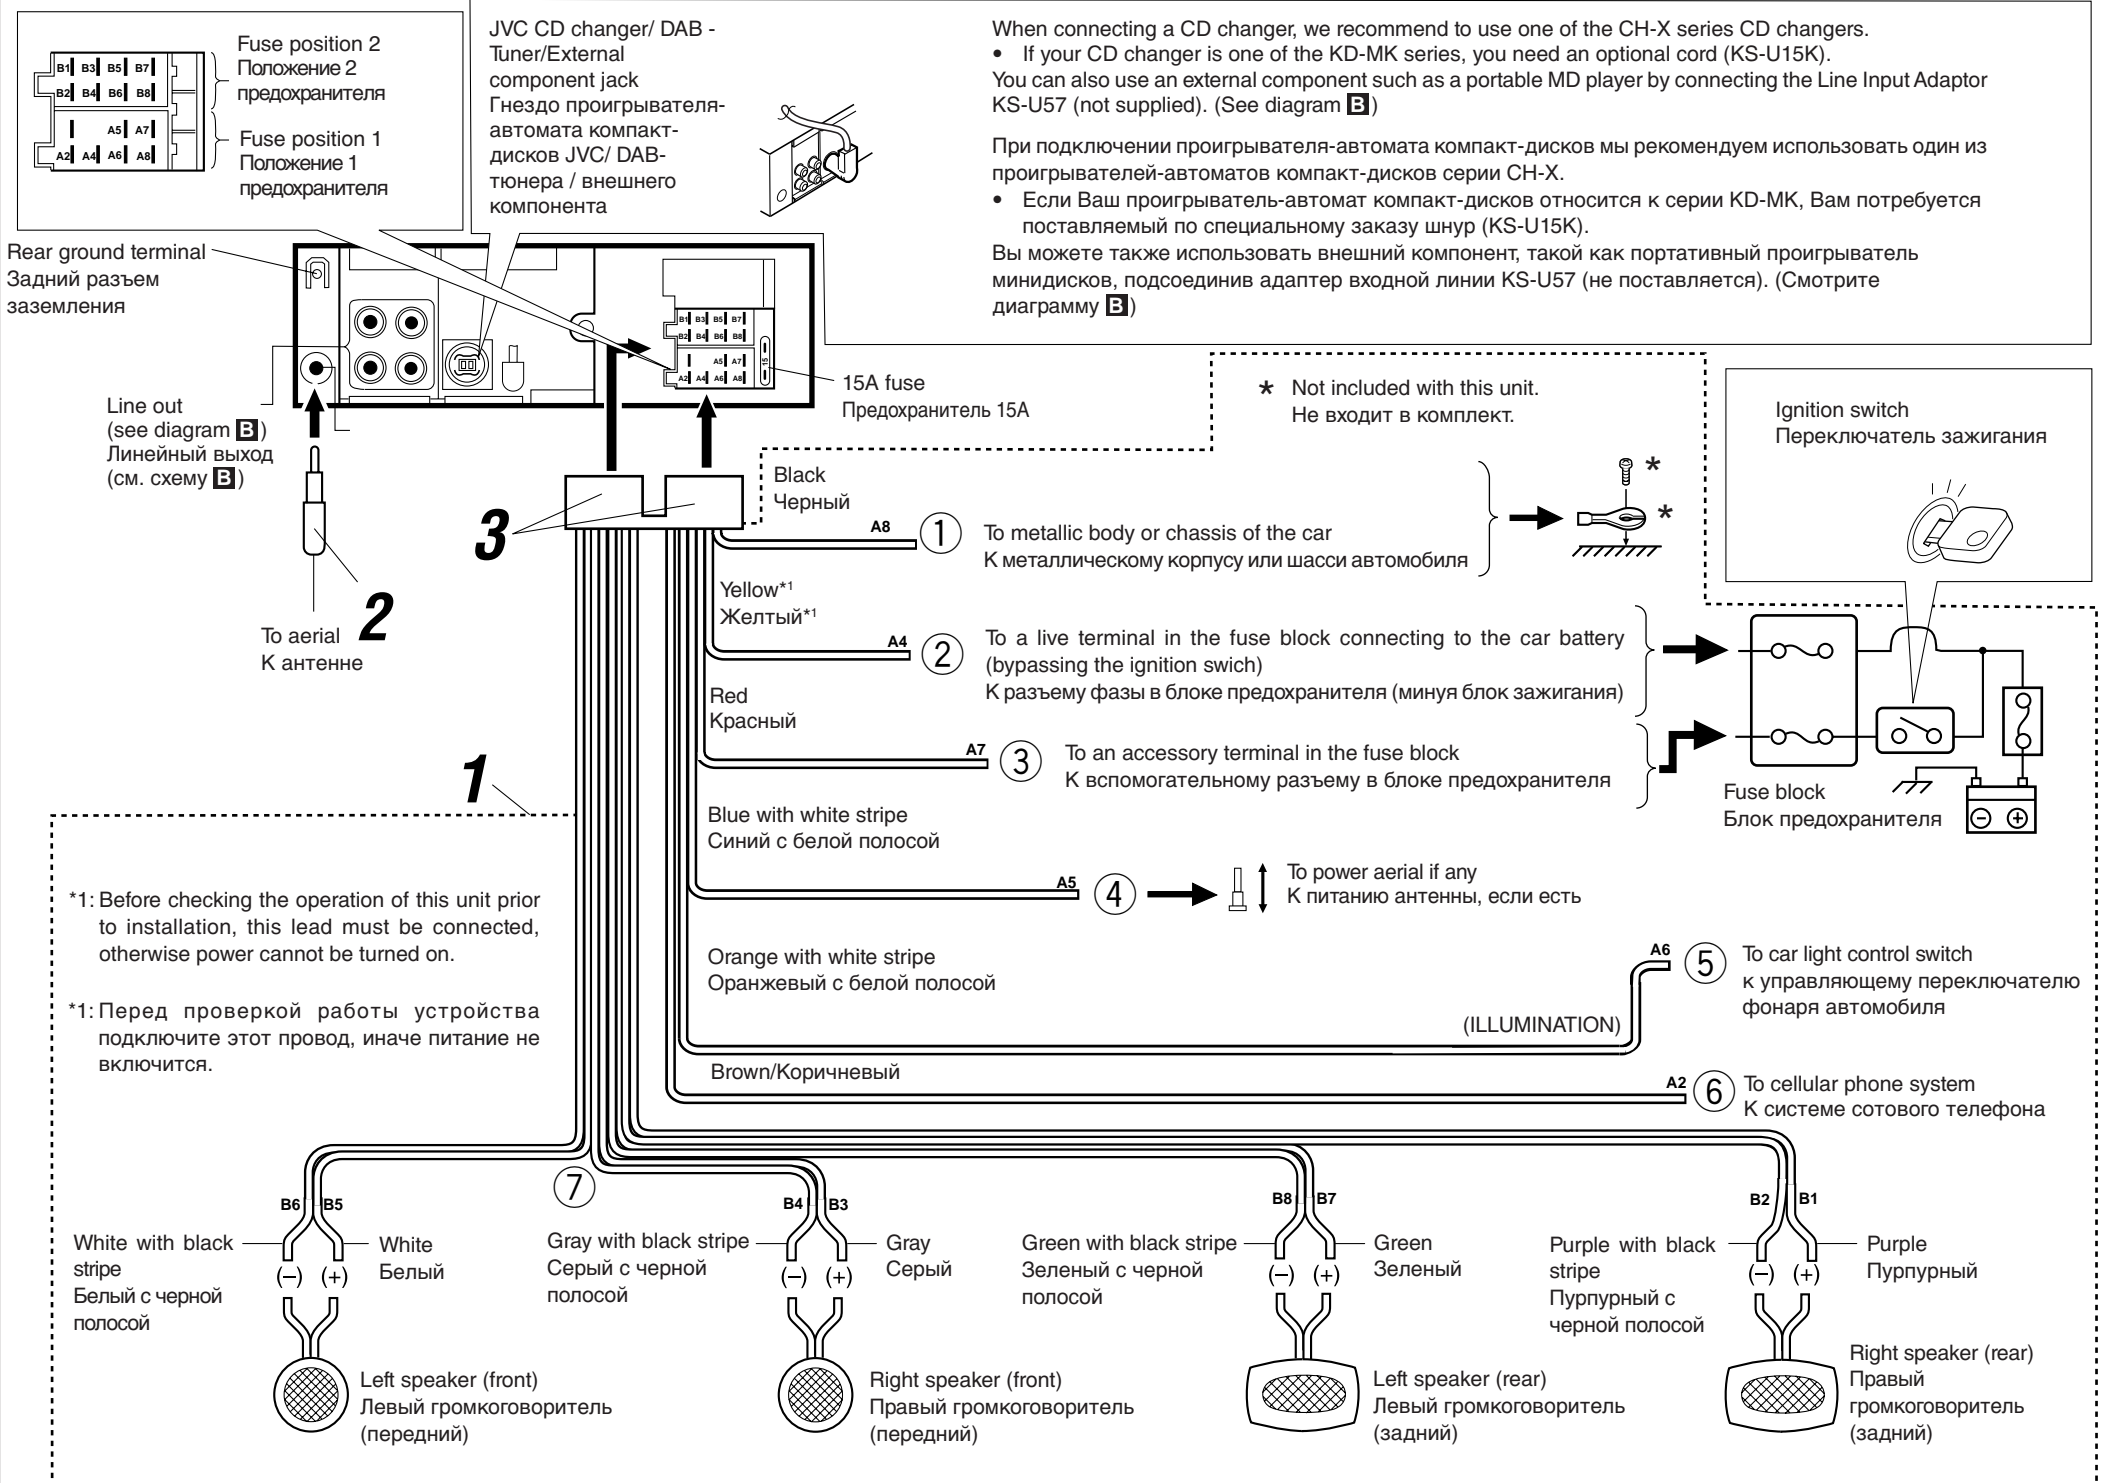 Fuse position 2
Положение 2
предохранителя
B1 B3 B5 B7
B2 B4 B6 B8
Fuse position 1
Положение 1
предохранителя
A5 A7
A2 A4 A6 A8
JVC CD changer/ DAB -
Tuner/External
component jack
Гнездо проигрывателя-
автомата компакт-
дисков JVC/ DAB-
тюнера / внешнего
компонента
When connecting a CD changer, we recommend to use one of the CH-X series CD changers.
• If your CD changer is one of the KD-MK series, you need an optional cord (KS-U15K).
You can also use an external component such as a portable MD player by connecting the Line Input Adaptor
KS-U57 (not supplied). (See diagram B)
При подключении проигрывателя-автомата компакт-дисков мы рекомендуем использовать один из
проигрывателей-автоматов компакт-дисков серии CH-X.
• Если Ваш проигрыватель-автомат компакт-дисков относится к серии KD-MK, Вам потребуется
поставляемый по специальному заказу шнур (KS-U15K).
Вы можете также использовать внешний компонент, такой как портативный проигрыватель
минидисков, подсоединив адаптер входной линии KS-U57 (не поставляется). (Смотрите
диаграмму B)
Rear ground terminal
Задний разъем
заземления
B1 B3 B5 B7
B2 B4 B6 B8
A5 A7
A2 A4 A6 A8
15
15A fuse
Предохранитель 15А
Line out
(see diagram B)
Линейный выход
(см. схему B)
* Not included with this unit.
Не входит в комплект.
Ignition switch
Переключатель зажигания
2
To aerial
К антенне
3
Black
Черный
A8
1
To metallic body or chassis of the car
К металлическому корпусу или шасси автомобиля
*
*
Yellow*1
Желтый*1
A4
2
To a live terminal in the fuse block connecting to the car battery
(bypassing the ignition swich)
К разъему фазы в блоке предохранителя (минуя блок зажигания)
Red
Красный
A7
3
To an accessory terminal in the fuse block
К вспомогательному разъему в блоке предохранителя
Fuse block
Блок предохранителя
1
Blue with white stripe
Синий с белой полосой
A5
4
To power aerial if any
К питанию антенны, если есть
*1: Before checking the operation of this unit prior
to installation, this lead must be connected,
otherwise power cannot be turned on.
*1: Перед проверкой работы устройства
подключите этот провод, иначе питание не
включится.
Orange with white stripe
Оранжевый с белой полосой
(ILLUMINATION)
A6
5
To car light control switch
к управляющему переключателю
фонаря автомобиля
Brown/Коричневый
A2
6
To cellular phone system
К системе сотового телефона
7
B6 B5
White with black
stripe
Белый с черной
полосой
White
Белый
(−) (+)
Left speaker (front)
Левый громкоговоритель
(передний)
B4 B3
Gray with black stripe
Серый с черной
полосой
Gray
Серый
(−) (+)
Right speaker (front)
Правый громкоговоритель
(передний)
B8 B7
Green with black stripe
Зеленый с черной
полосой
Green
Зеленый
(−) (+)
Left speaker (rear)
Левый громкоговоритель
(задний)
B2 B1
Purple with black
stripe
Пурпурный с
черной полосой
Purple
Пурпурный
(−) (+)
Right speaker (rear)
Правый
громкоговоритель
(задний)